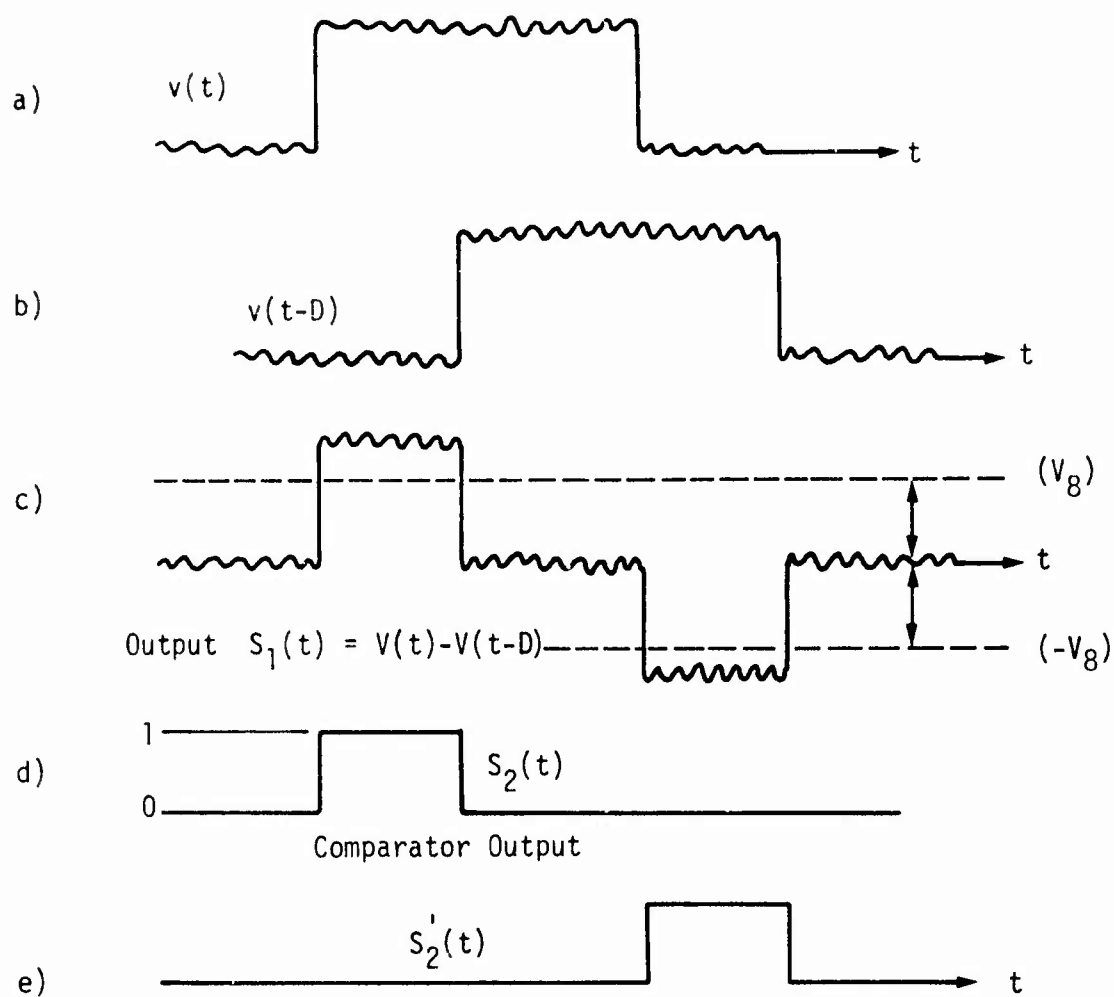 a)
v(t)
t
b)
v(t-D)
t
c)
(V8)
t
Output S1(t) = V(t)-V(t-D)
(-V8)
d)
1
0
S2(t)
Comparator Output
e)
S2'(t)
t